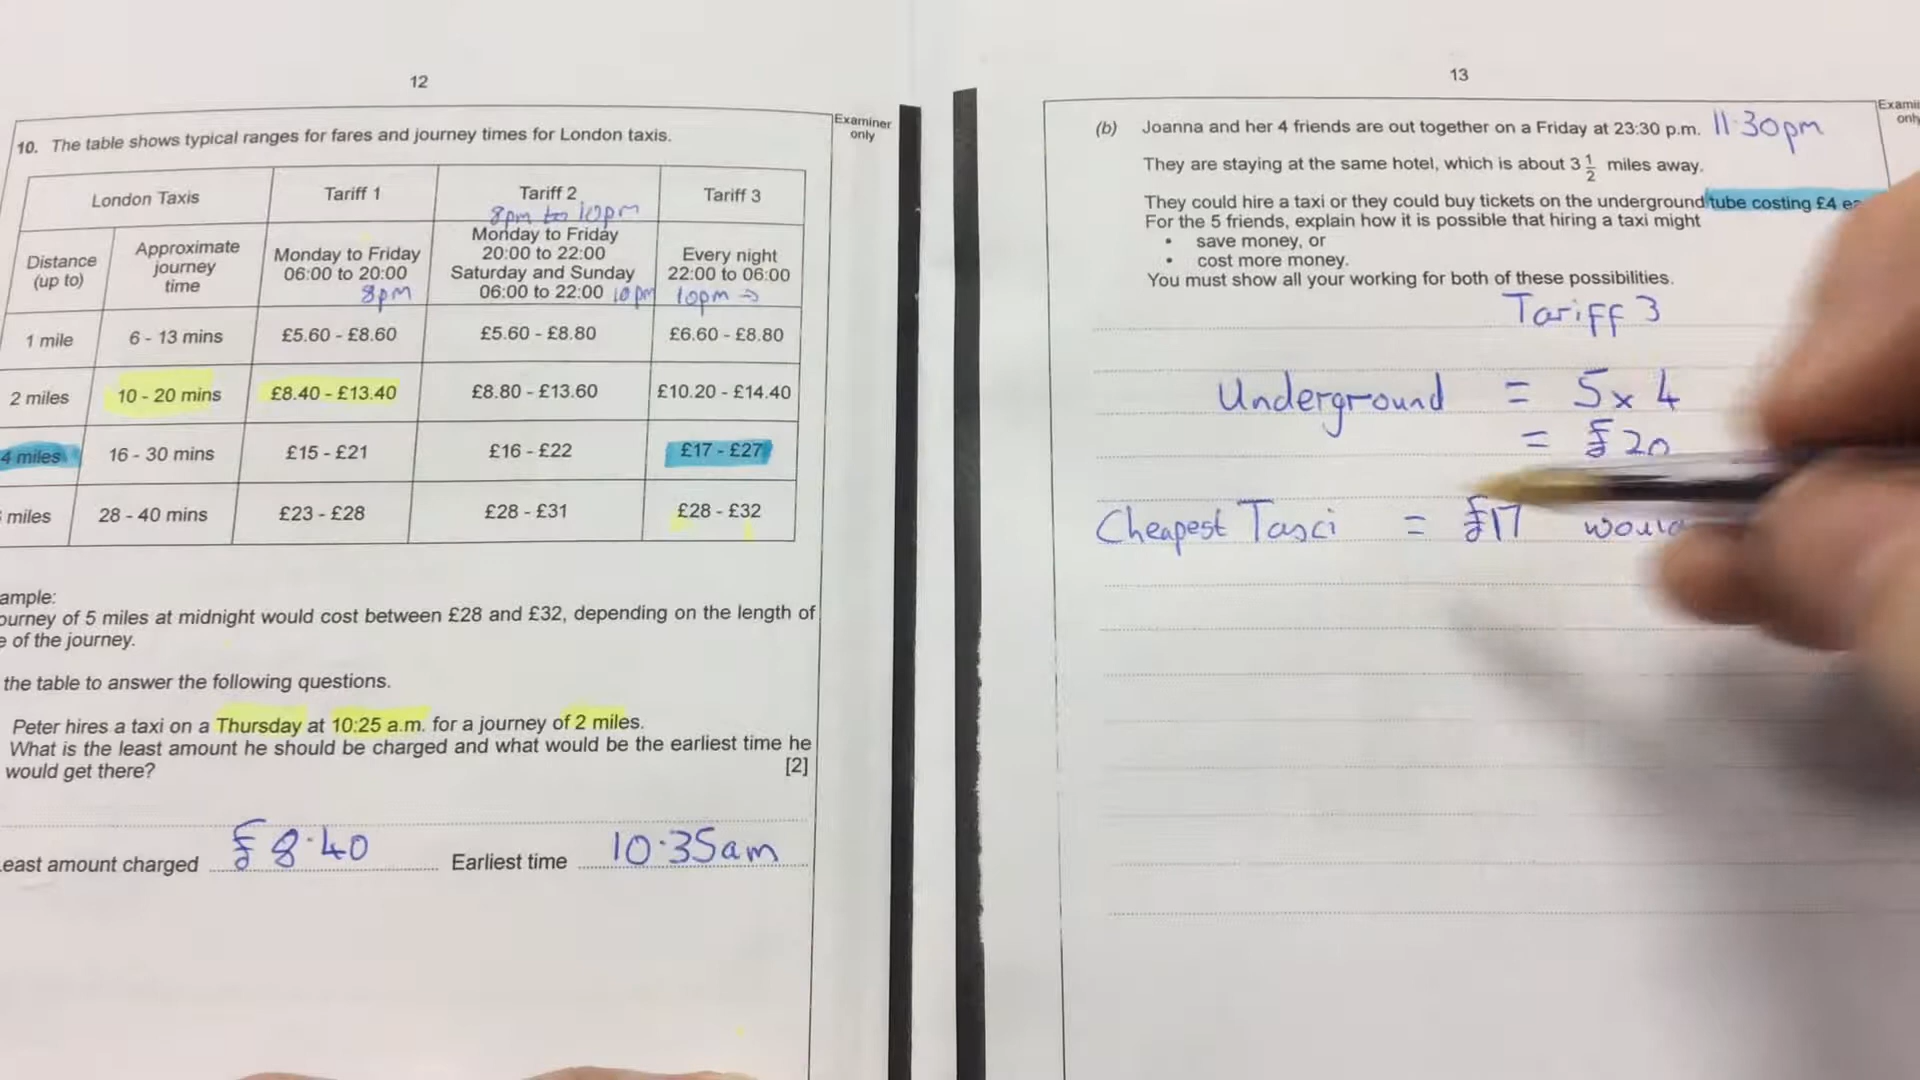 12
Examiner
only
10. The table shows typical ranges for fares and journey times for London taxis.
London Taxis
Tariff 1
Tariff 2
8pm to 10pm
Tariff 3
Distance
(up to)
Approximate
journey
time
Monday to Friday
06:00 to 20:00
8pm
Monday to Friday
20:00 to 22:00
Saturday and Sunday
06:00 to 22:00 10pm
Every night
22:00 to 06:00
10pm →
1 mile 6 - 13 mins £5.60 - £8.60 £5.60 - £8.80 £6.60 - £8.80
2 miles 10 - 20 mins £8.40 - £13.40 £8.80 - £13.60 £10.20 - £14.40
4 miles 16 - 30 mins £15 - £21 £16 - £22 £17 - £27
miles 28 - 40 mins £23 - £28 £28 - £31 £28 - £32
ample:
ourney of 5 miles at midnight would cost between £28 and £32, depending on the length of
e of the journey.
the table to answer the following questions.
Peter hires a taxi on a Thursday at 10:25 a.m. for a journey of 2 miles.
What is the least amount he should be charged and what would be the earliest time he
would get there? [2]
east amount charged £8.40 Earliest time 10.35am
13
Examin
only
(b) Joanna and her 4 friends are out together on a Friday at 23:30 p.m. 11.30pm
They are staying at the same hotel, which is about 3 1/2 miles away.
They could hire a taxi or they could buy tickets on the underground tube costing £4 ea
For the 5 friends, explain how it is possible that hiring a taxi might
• save money, or
• cost more money.
You must show all your working for both of these possibilities.
Tariff 3
Underground = 5 x 4
= £20
Cheapest Taxi = £17 would